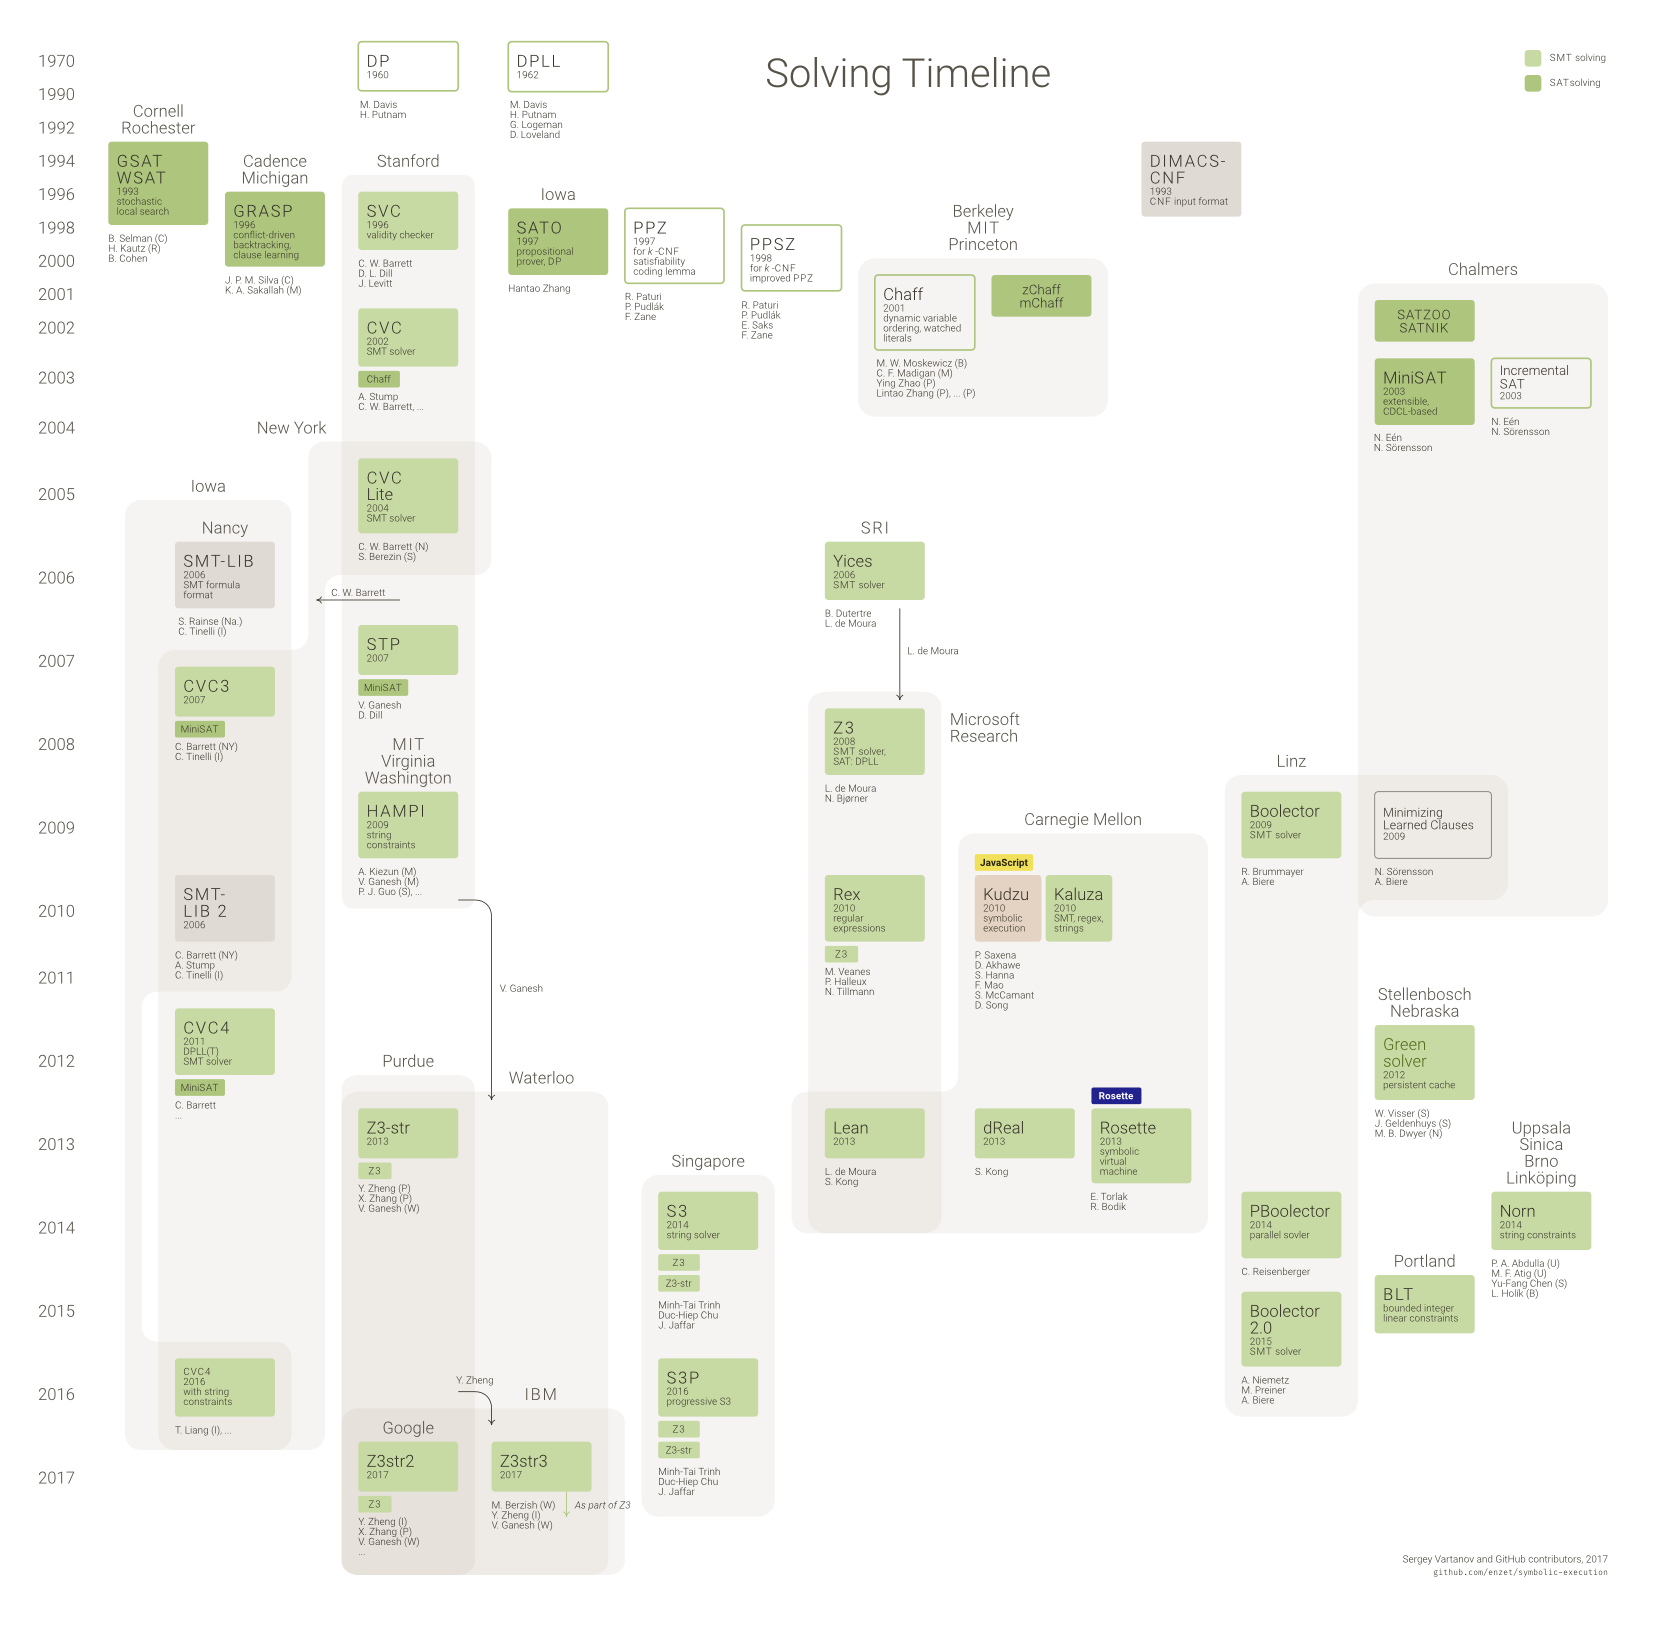 Solving Timeline
SMT solving
SAT solving
1970
1990
1992
1994
1996
1998
2000
2001
2002
2003
2004
2005
2006
2007
2008
2009
2010
2011
2012
2013
2014
2015
2016
2017
DP
1960
M. Davis
H. Putnam
DPLL
1962
M. Davis
H. Putnam
G. Logeman
D. Loveland
Cornell
Rochester
GSAT
WSAT
1993
stochastic
local search
B. Selman (C)
H. Kautz (R)
B. Cohen
Cadence
Michigan
GRASP
1996
conflict-driven
backtracking,
clause learning
J. P. M. Silva (C)
K. A. Sakallah (M)
Stanford
SVC
1996
validity checker
C. W. Barrett
D. L. Dill
J. Levitt
CVC
2002
SMT solver
Chaff
A. Stump
C. W. Barrett, ...
Iowa
SATO
1997
propositional
prover, DP
Hantao Zhang
PPZ
1997
for k -CNF
satisfiability
coding lemma
R. Paturi
P. Pudlák
F. Zane
PPSZ
1998
for k -CNF
improved PPZ
R. Paturi
P. Pudlák
E. Saks
F. Zane
Berkeley
MIT
Princeton
Chaff
2001
dynamic variable
ordering, watched
literals
M. W. Moskewicz (B)
C. F. Madigan (M)
Ying Zhao (P)
Lintao Zhang (P), ... (P)
zChaff
mChaff
DIMACS-
CNF
1993
CNF input format
Chalmers
SATZOO
SATNIK
MiniSAT
2003
extensible,
CDCL-based
N. Eén
N. Sörensson
Incremental
SAT
2003
N. Eén
N. Sörensson
New York
CVC
Lite
2004
SMT solver
C. W. Barrett (N)
S. Berezin (S)
C. W. Barrett
Iowa
Nancy
SMT-LIB
2006
SMT formula
format
S. Rainse (Na.)
C. Tinelli (I)
CVC3
2007
MiniSAT
C. Barrett (NY)
C. Tinelli (I)
SMT-
LIB 2
2006
C. Barrett (NY)
A. Stump
C. Tinelli (I)
CVC4
2011
DPLL(T)
SMT solver
MiniSAT
C. Barrett
...
CVC4
2016
with string
constraints
T. Liang (I), ...
STP
2007
MiniSAT
V. Ganesh
D. Dill
MIT
Virginia
Washington
HAMPI
2009
string
constraints
A. Kiezun (M)
V. Ganesh (M)
P. J. Guo (S), ...
V. Ganesh
Purdue
Waterloo
Z3-str
2013
Z3
Y. Zheng (P)
X. Zhang (P)
V. Ganesh (W)
Y. Zheng
IBM
Google
Z3str2
2017
Z3
Y. Zheng (I)
X. Zhang (P)
V. Ganesh (W)
...
Z3str3
2017
M. Berzish (W)
Y. Zheng (I)
V. Ganesh (W)
As part of Z3
Singapore
S3
2014
string solver
Z3
Z3-str
Minh-Tai Trinh
Duc-Hiep Chu
J. Jaffar
S3P
2016
progressive S3
Z3
Z3-str
Minh-Tai Trinh
Duc-Hiep Chu
J. Jaffar
SRI
Yices
2006
SMT solver
B. Dutertre
L. de Moura
L. de Moura
Microsoft
Research
Z3
2008
SMT solver,
SAT: DPLL
L. de Moura
N. Bjørner
Rex
2010
regular
expressions
Z3
M. Veanes
P. Halleux
N. Tillmann
Lean
2013
L. de Moura
S. Kong
Carnegie Mellon
JavaScript
Kudzu
2010
symbolic
execution
Kaluza
2010
SMT, regex,
strings
P. Saxena
D. Akhawe
S. Hanna
F. Mao
S. McCamant
D. Song
dReal
2013
S. Kong
Rosette
Rosette
2013
symbolic
virtual
machine
E. Torlak
R. Bodik
Linz
Boolector
2009
SMT solver
R. Brummayer
A. Biere
Minimizing
Learned Clauses
2009
N. Sörensson
A. Biere
PBoolector
2014
parallel sovler
C. Reisenberger
Boolector
2.0
2015
SMT solver
A. Niemetz
M. Preiner
A. Biere
Stellenbosch
Nebraska
Green
solver
2012
persistent cache
W. Visser (S)
J. Geldenhuys (S)
M. B. Dwyer (N)
Uppsala
Sinica
Brno
Linköping
Norn
2014
string constraints
P. A. Abdulla (U)
M. F. Atig (U)
Yu-Fang Chen (S)
L. Holík (B)
Portland
BLT
bounded integer
linear constraints
Sergey Vartanov and GitHub contributors, 2017
github.com/enzet/symbolic-execution